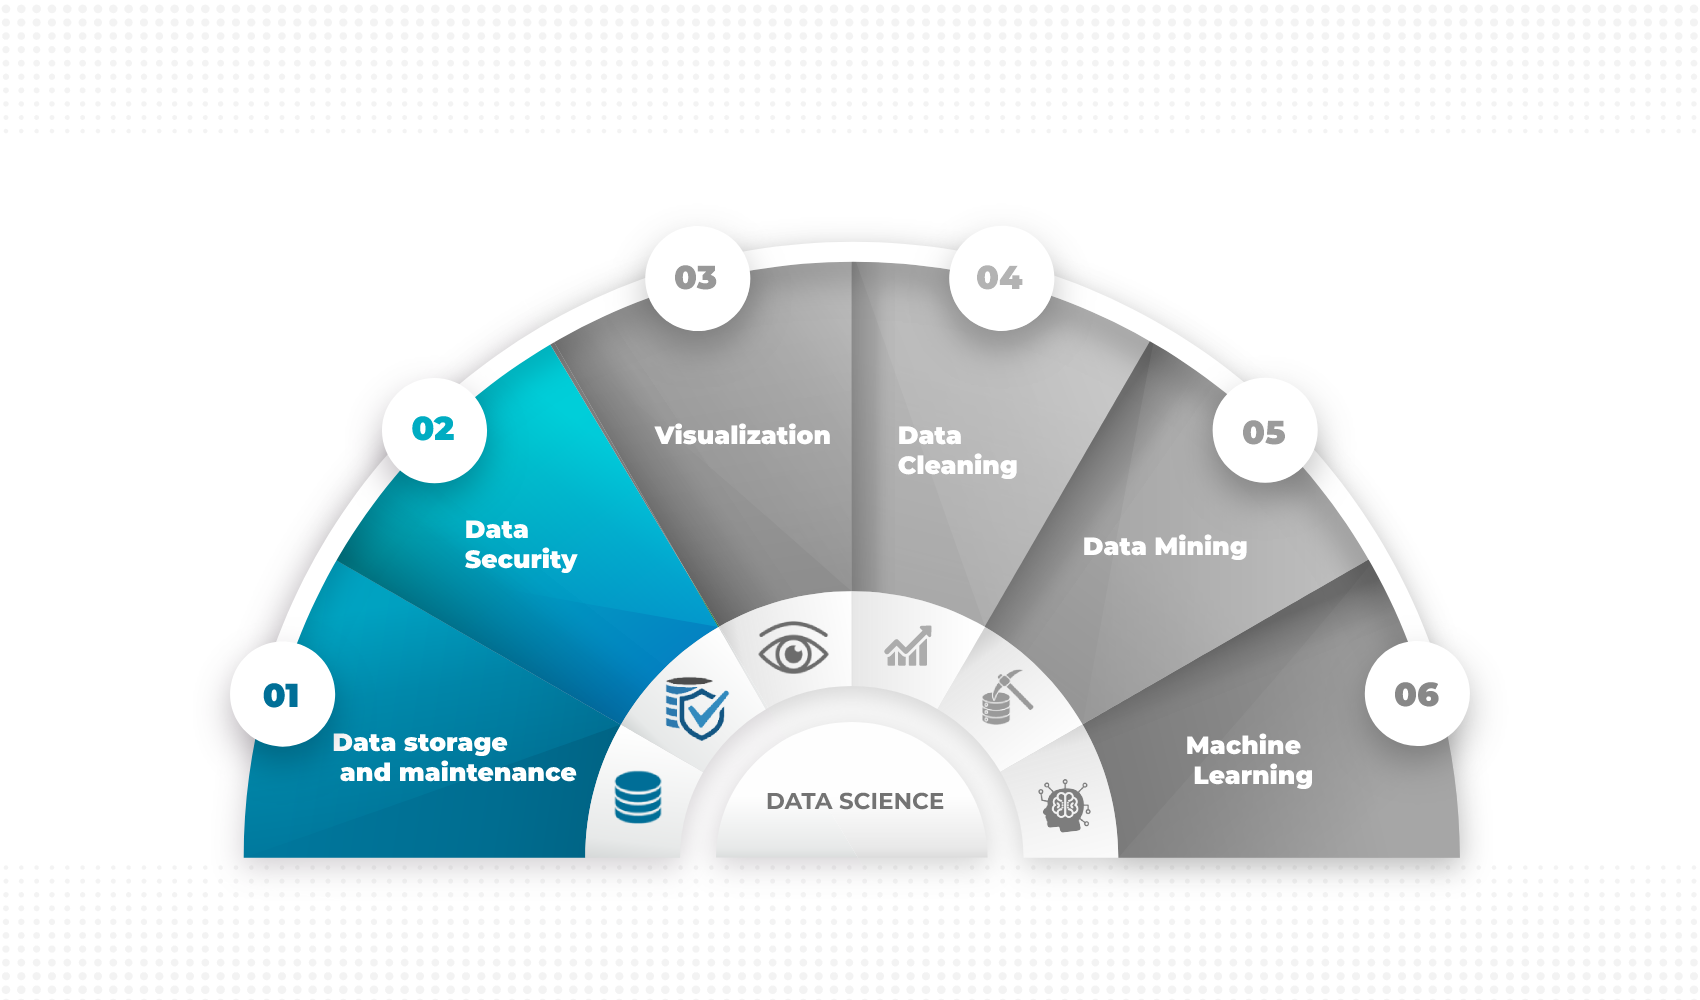 01
Data storage
and maintenance
02
Data
Security
03
Visualization
04
Data
Cleaning
05
Data Mining
06
Machine
Learning
DATA SCIENCE